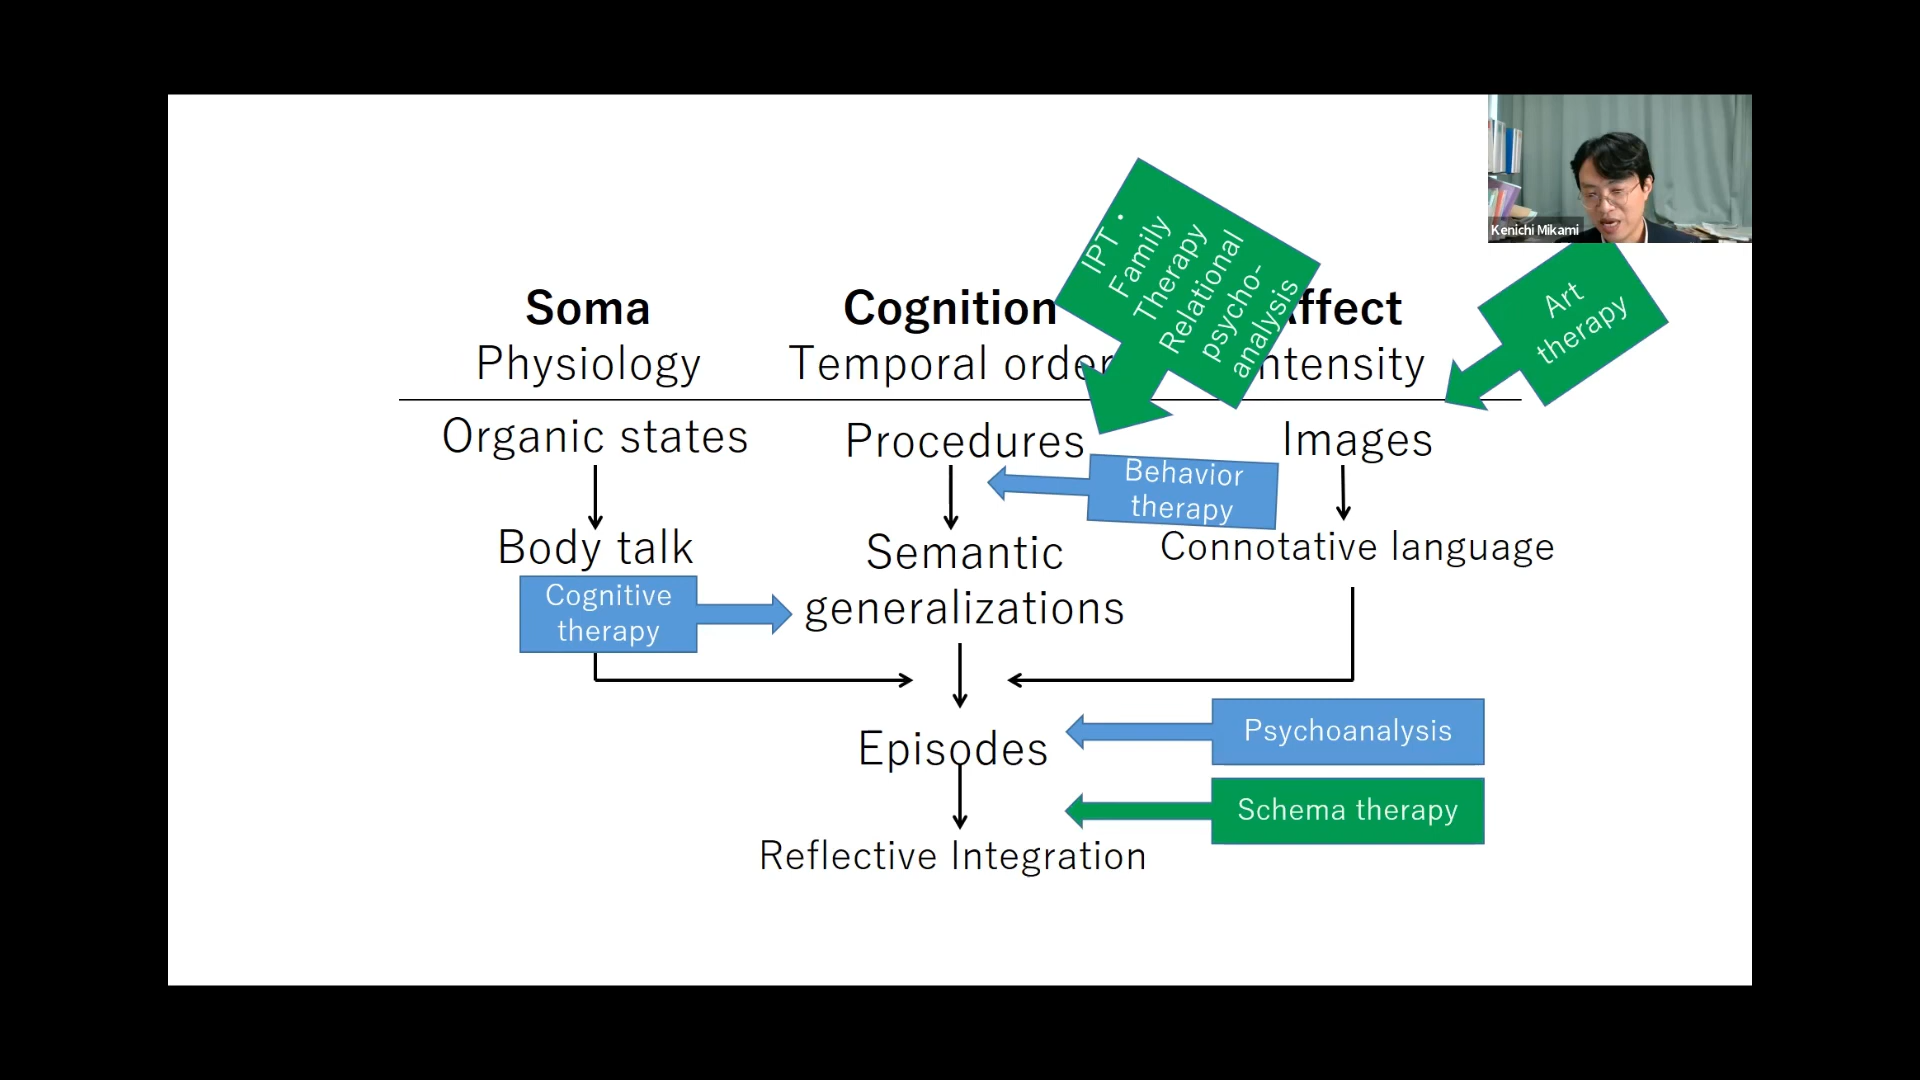 Kenichi Mikami
IPT・
Family
Therapy
Relational
psycho-
analysis
Art
therapy
Soma
Cognition
ffect
Physiology
Temporal order
ntensity
Organic states
Procedures
Images
Behavior
therapy
Body talk
Semantic
generalizations
Connotative language
Cognitive
therapy
Episodes
Psychoanalysis
Schema therapy
Reflective Integration